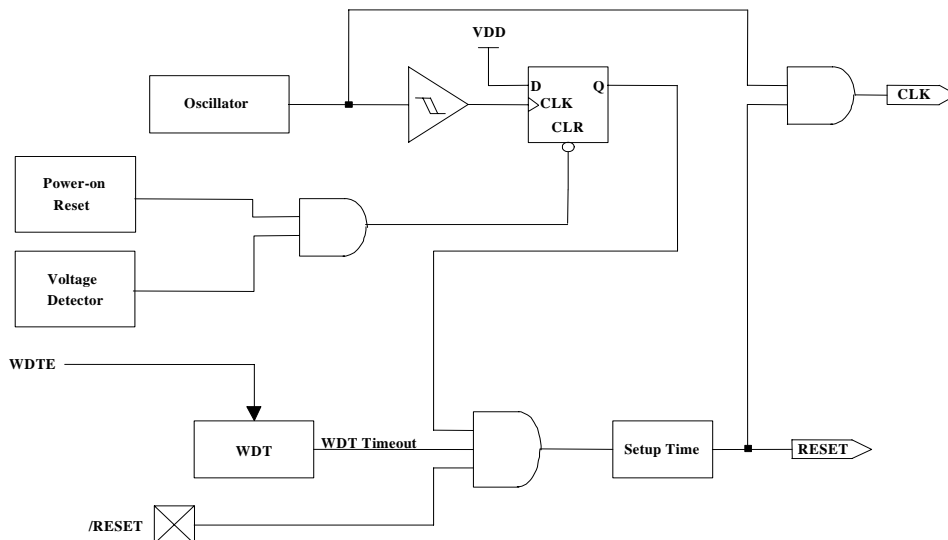 VDD
Oscillator
D
Q
CLK
CLR
CLK
Power-on
Reset
Voltage
Detector
WDTE
WDT
WDT Timeout
Setup Time
RESET
/RESET